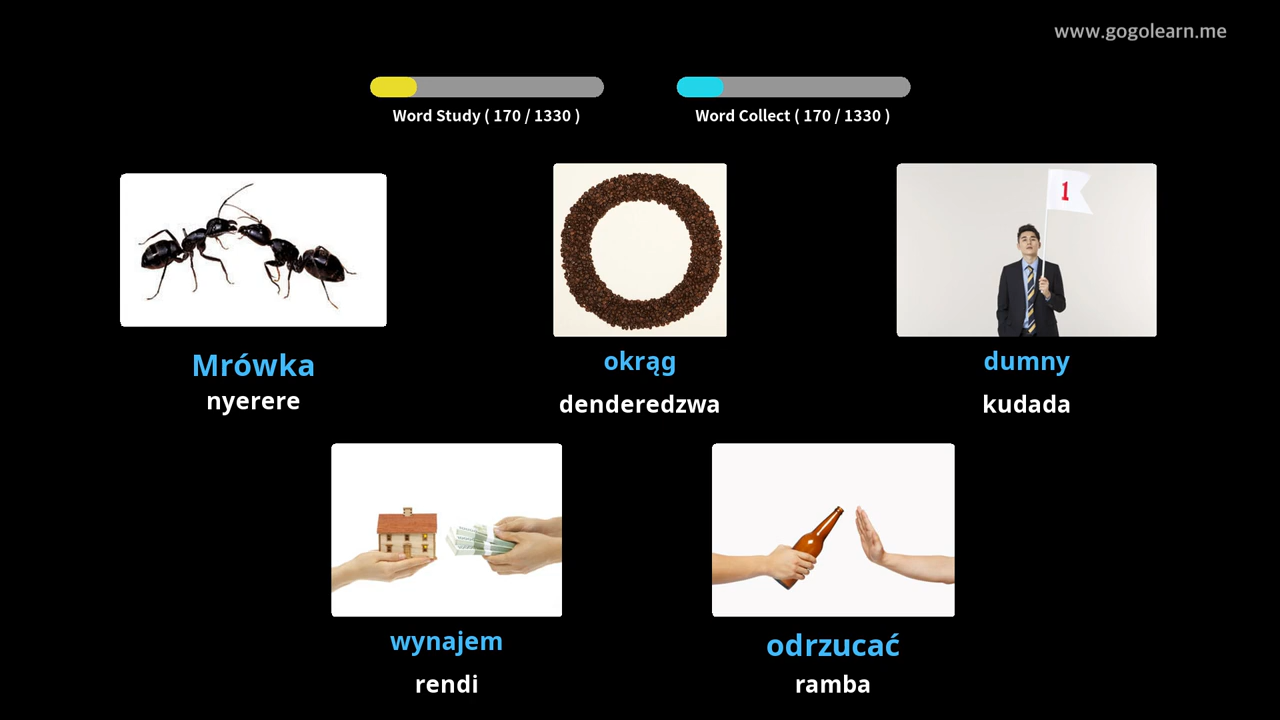 www.gogolearn.me
Word Study ( 170 / 1330 )
Word Collect ( 170 / 1330 )
1
Mrówka
nyerere
okrąg
denderedzwa
dumny
kudada
wynajem
rendi
odrzucać
ramba